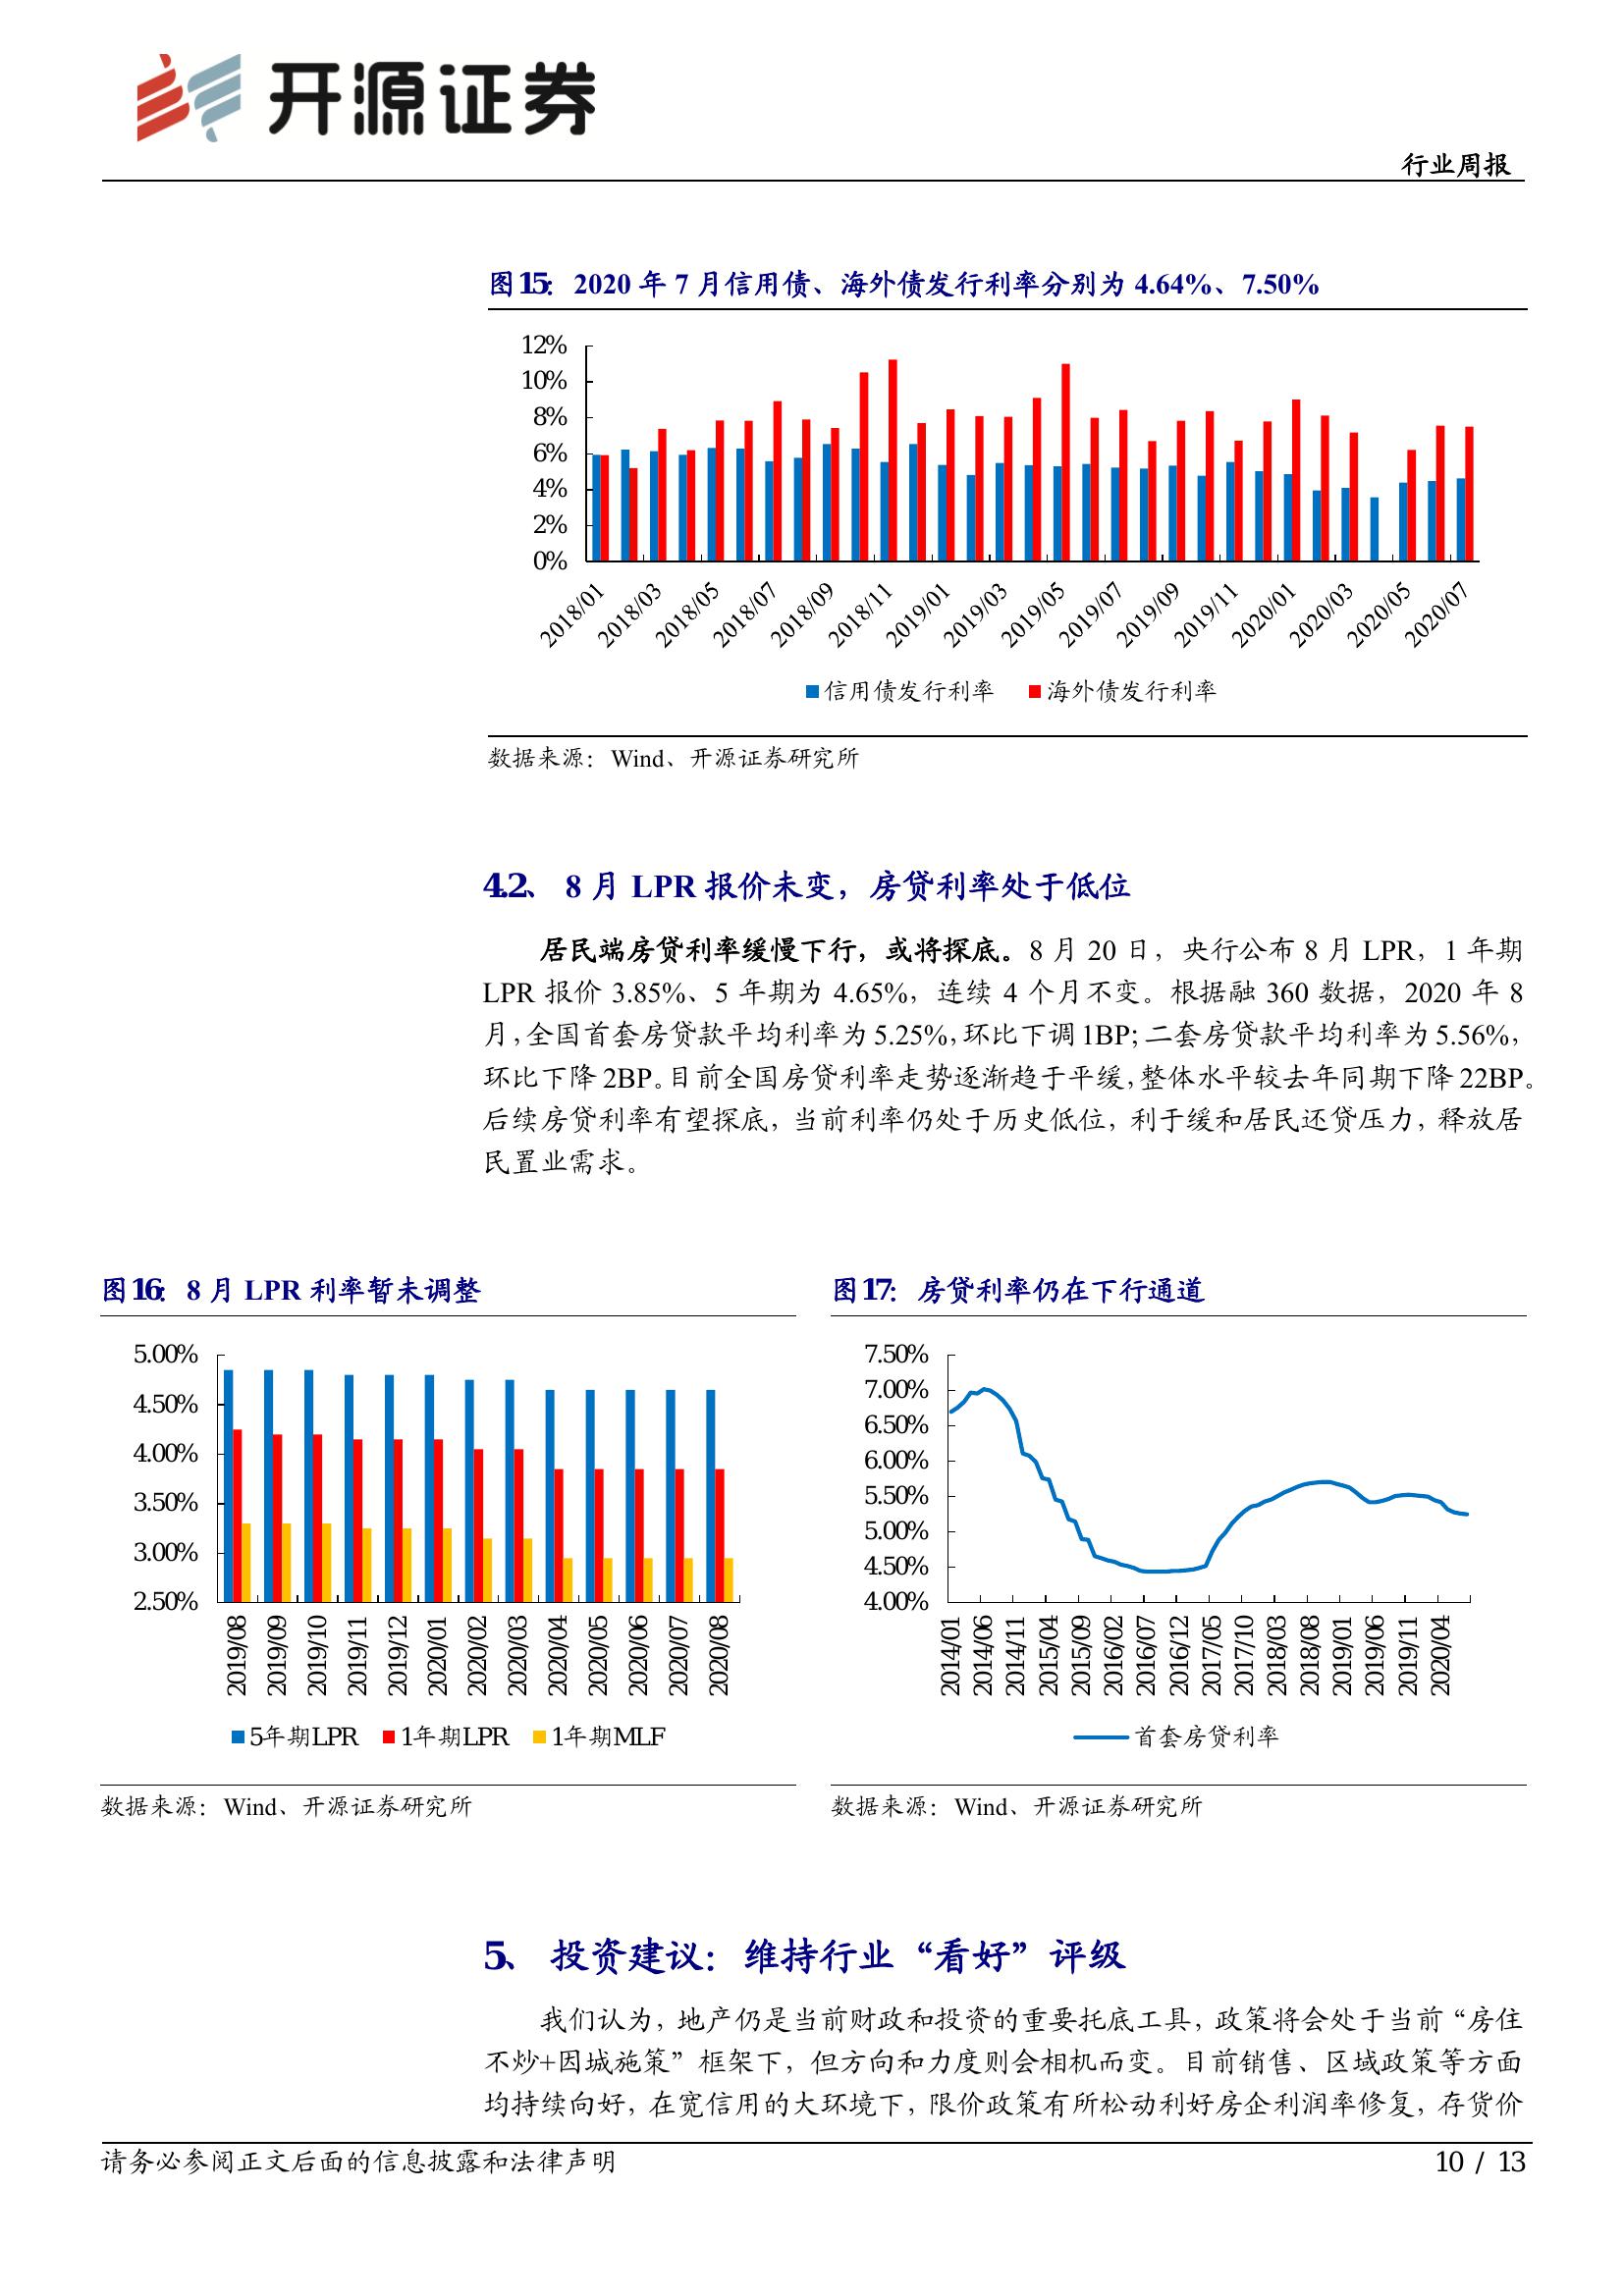 开源证券
行业周报
图15： 2020 年 7 月信用债、海外债发行利率分别为 4.64%、7.50%
12%
10%
8%
6%
4%
2%
0%
2018/01 2018/03 2018/05 2018/07 2018/09 2018/11 2019/01 2019/03 2019/05 2019/07 2019/09 2019/11 2020/01 2020/03 2020/05 2020/07
信用债发行利率 海外债发行利率
数据来源：Wind、开源证券研究所
4.2、 8 月 LPR 报价未变，房贷利率处于低位
居民端房贷利率缓慢下行，或将探底。8 月 20 日，央行公布 8 月 LPR，1 年期
LPR 报价 3.85%、5 年期为 4.65%，连续 4 个月不变。根据融 360 数据，2020 年 8
月，全国首套房贷款平均利率为 5.25%，环比下调 1BP；二套房贷款平均利率为 5.56%，
环比下降 2BP。目前全国房贷利率走势逐渐趋于平缓，整体水平较去年同期下降 22BP。
后续房贷利率有望探底，当前利率仍处于历史低位，利于缓和居民还贷压力，释放居
民置业需求。
图16： 8 月 LPR 利率暂未调整
5.00%
4.50%
4.00%
3.50%
3.00%
2.50%
2019/08 2019/09 2019/10 2019/11 2019/12 2020/01 2020/02 2020/03 2020/04 2020/05 2020/06 2020/07 2020/08
5年期LPR 1年期LPR 1年期MLF
数据来源：Wind、开源证券研究所
图17： 房贷利率仍在下行通道
7.50%
7.00%
6.50%
6.00%
5.50%
5.00%
4.50%
4.00%
2014/01 2014/06 2014/11 2015/04 2015/09 2016/02 2016/07 2016/12 2017/05 2017/10 2018/03 2018/08 2019/01 2019/06 2019/11 2020/04
首套房贷利率
数据来源：Wind、开源证券研究所
5、 投资建议：维持行业“看好”评级
我们认为，地产仍是当前财政和投资的重要托底工具，政策将会处于当前“房住
不炒+因城施策”框架下，但方向和力度则会相机而变。目前销售、区域政策等方面
均持续向好，在宽信用的大环境下，限价政策有所松动利好房企利润率修复，存货价
请务必参阅正文后面的信息披露和法律声明
10 / 13